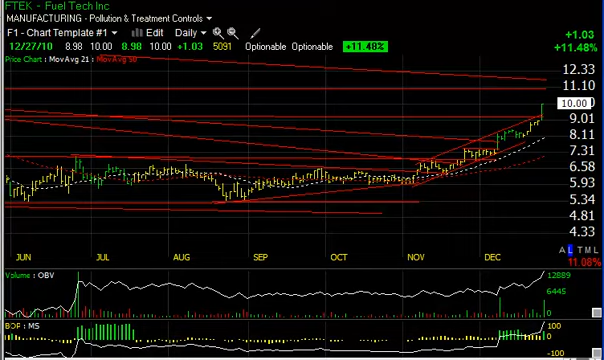 FTEK - Fuel Tech Inc
MANUFACTURING - Pollution & Treatment Controls
+1.03
F1 - Chart Template #1 Edit Daily
+11.48%
12/27/10 8.98 10 8.98 10 +1.03 5091 Optionable Optionable +11.48%
Price Chart : MovAvg 21 : MovAvg 50
12.33
11.10
10.00
9.01
8.11
7.31
6.58
5.93
5.34
4.81
4.33
A L T M L
JUN JUL AUG SEP OCT NOV DEC
11.08%
Volume : OBV
12889
6445
BOP : MS
100
0